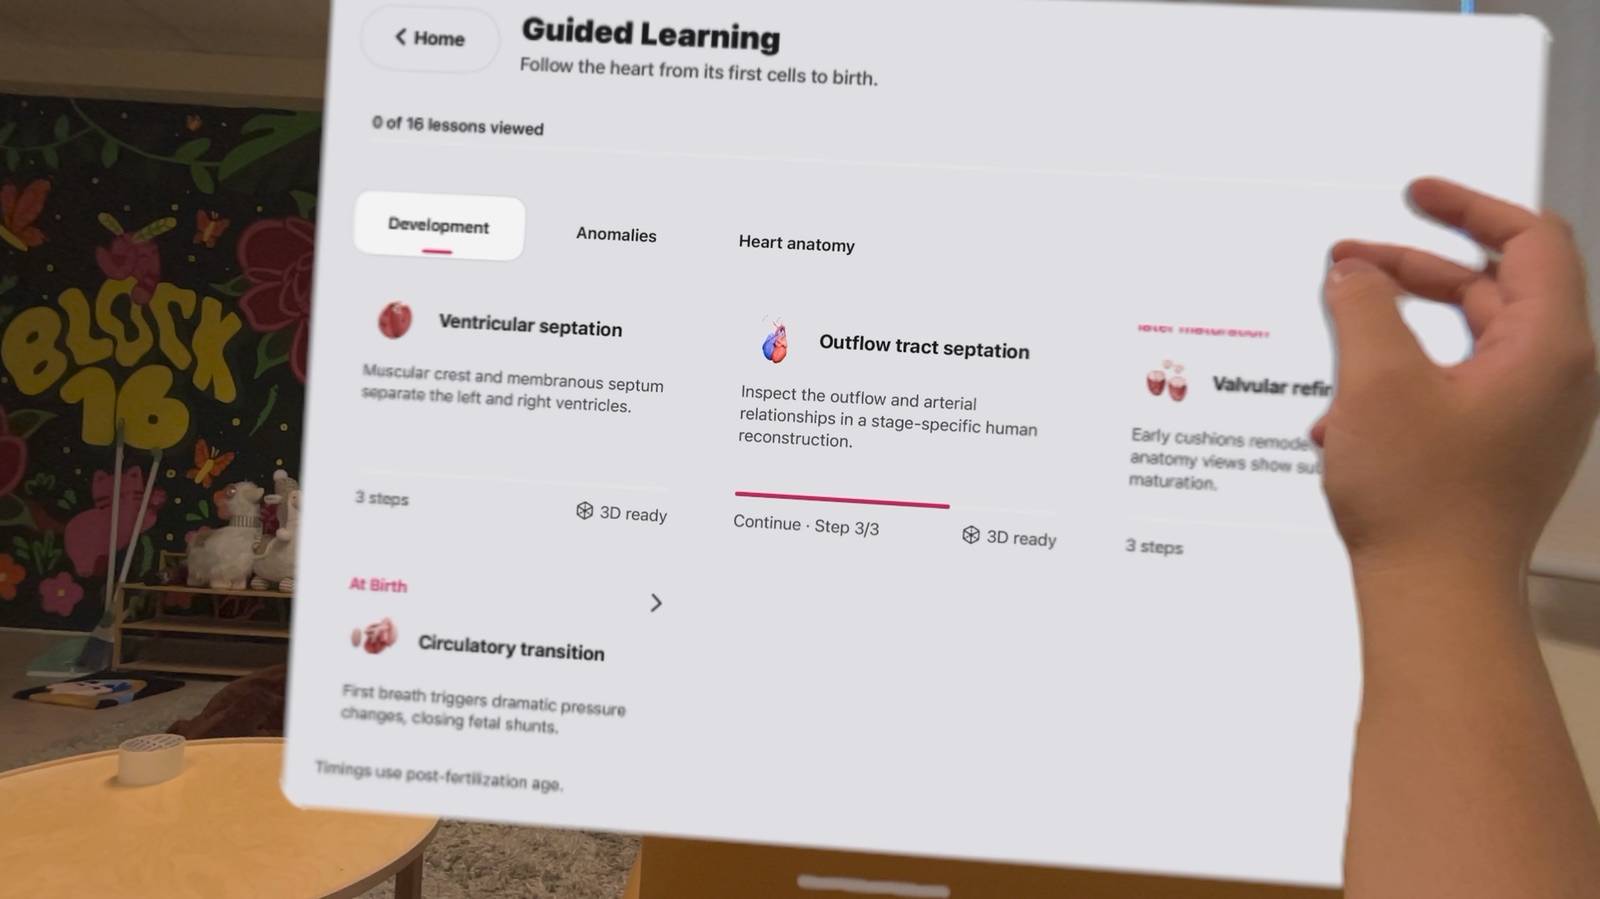 Home
Guided Learning
Follow the heart from its first cells to birth.
0 of 16 lessons viewed
Development
Anomalies
Heart anatomy
Ventricular septation
Muscular crest and membranous septum
separate the left and right ventricles.
3 steps
3D ready
Outflow tract septation
Inspect the outflow and arterial
relationships in a stage-specific human
reconstruction.
Continue · Step 3/3
3D ready
Valvular
Early cushions
anatomy views show
maturation.
3 steps
At Birth
Circulatory transition
First breath triggers dramatic pressure
changes, closing fetal shunts.
Timings use post-fertilization age.
BLOCK
16